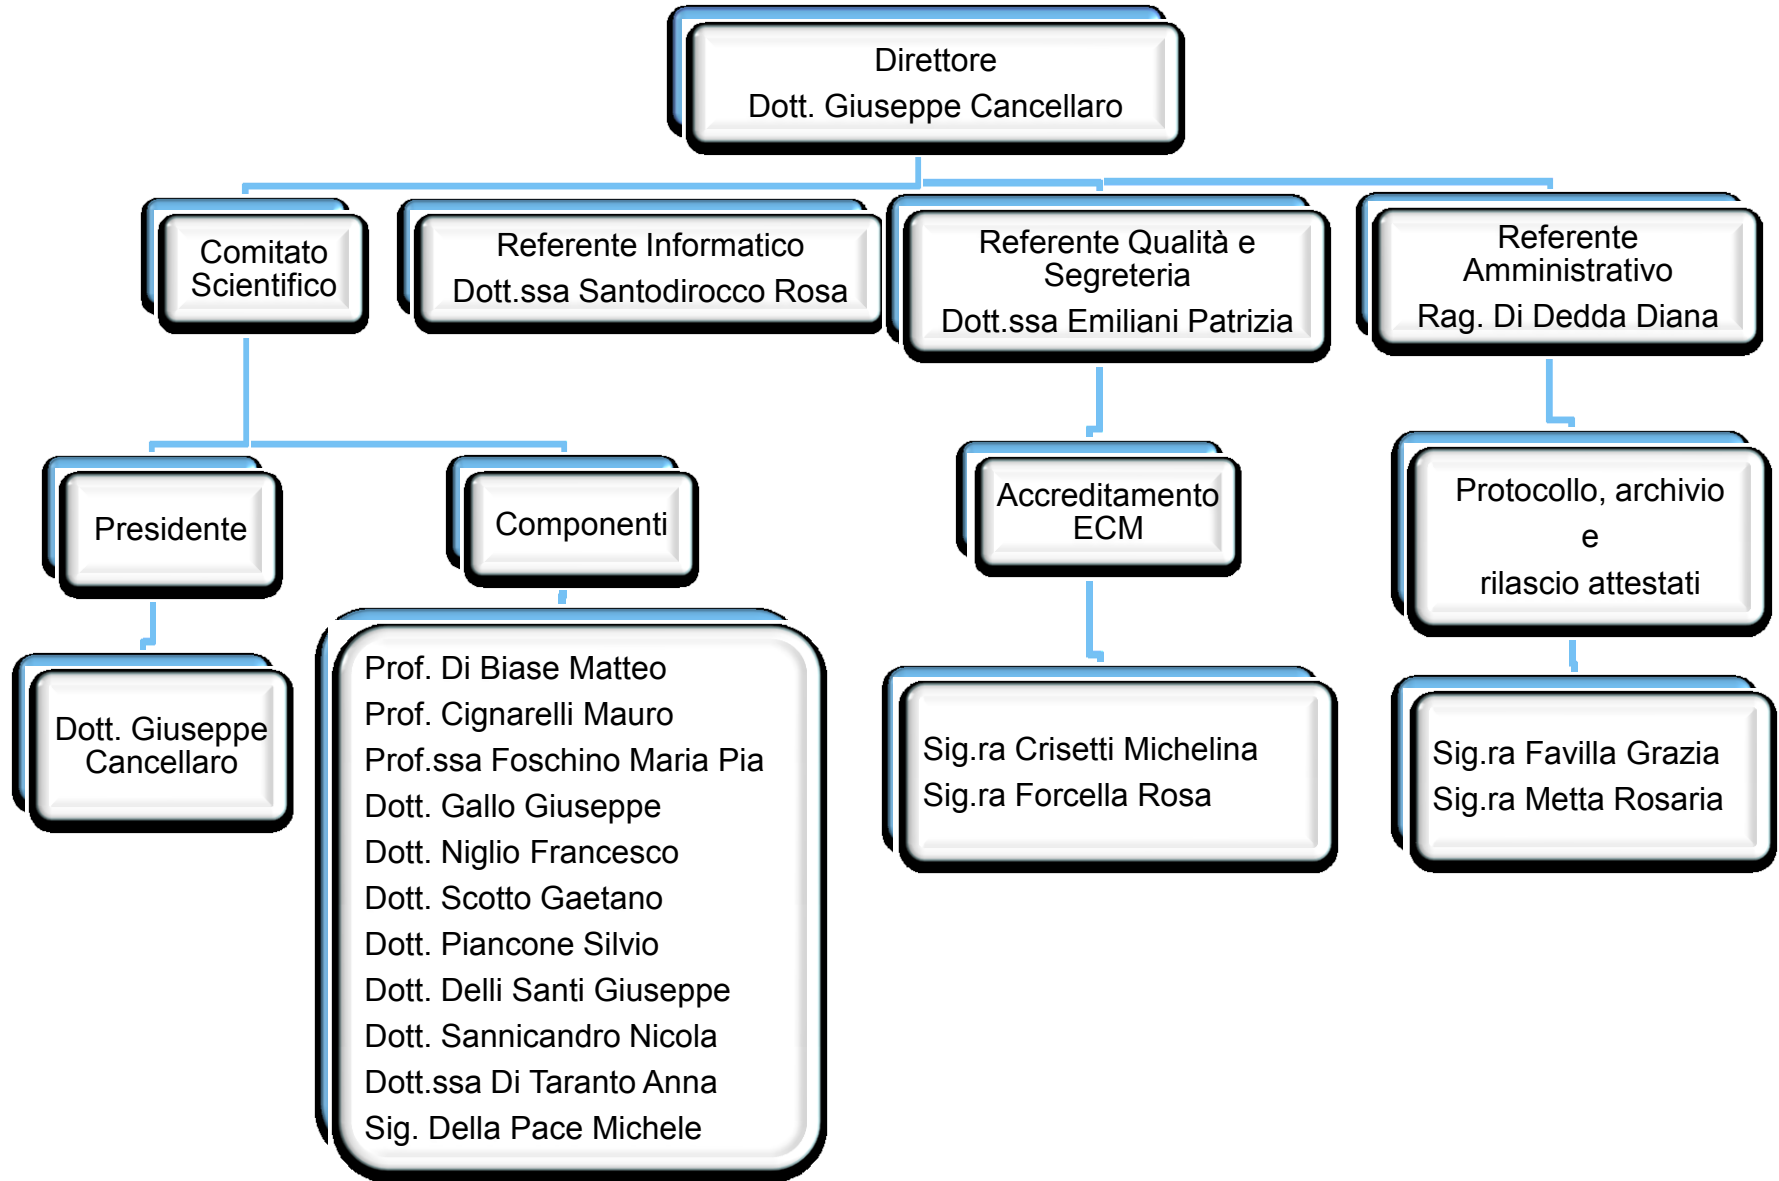 Direttore
Dott. Giuseppe Cancellaro
Comitato
Scientifico
Referente Informatico
Dott.ssa Santodirocco Rosa
Referente Qualità e
Segreteria
Dott.ssa Emiliani Patrizia
Referente
Amministrativo
Rag. Di Dedda Diana
Presidente
Componenti
Accreditamento
ECM
Protocollo, archivio
e
rilascio attestati
Dott. Giuseppe
Cancellaro
Prof. Di Biase Matteo
Prof. Cignarelli Mauro
Prof.ssa Foschino Maria Pia
Dott. Gallo Giuseppe
Dott. Niglio Francesco
Dott. Scotto Gaetano
Dott. Piancone Silvio
Dott. Delli Santi Giuseppe
Dott. Sannicandro Nicola
Dott.ssa Di Taranto Anna
Sig. Della Pace Michele
Sig.ra Crisetti Michelina
Sig.ra Forcella Rosa
Sig.ra Favilla Grazia
Sig.ra Metta Rosaria